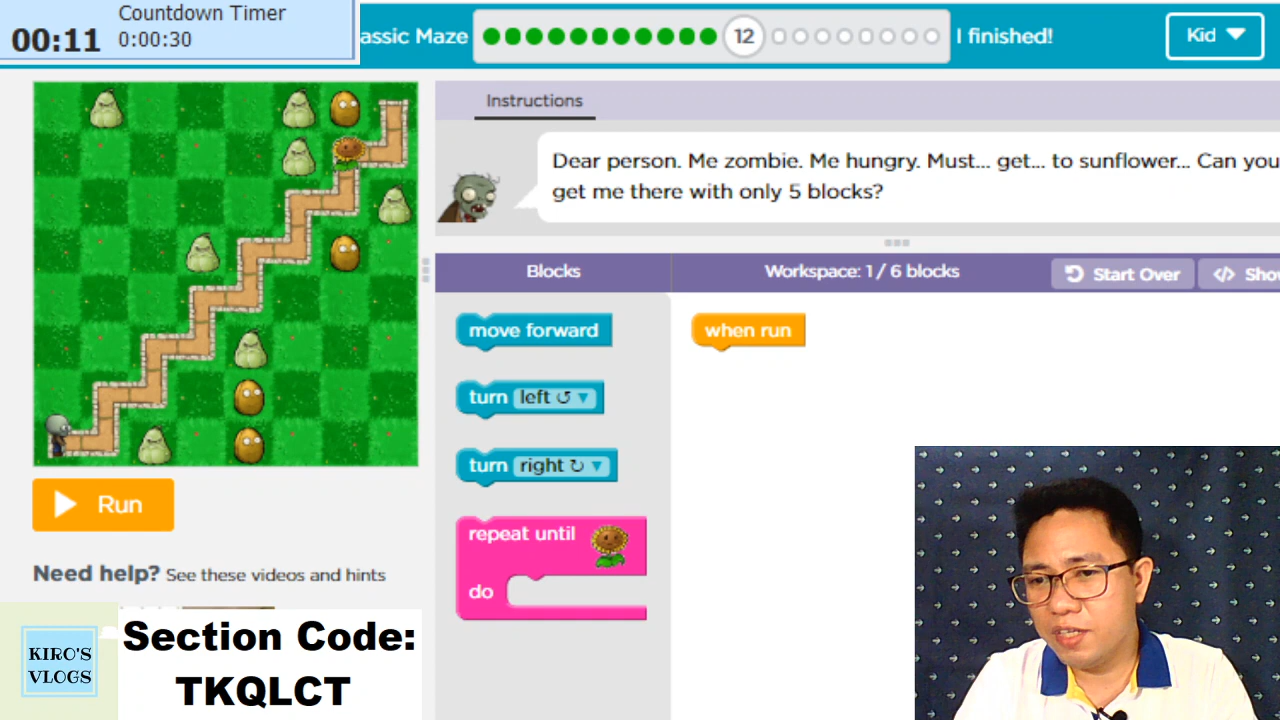 Countdown Timer
00:11
0:00:30
assic Maze
12
I finished!
Kid
Instructions
Dear person. Me zombie. Me hungry. Must... get... to sunflower... Can you
get me there with only 5 blocks?
Blocks
Workspace: 1 / 6 blocks
Start Over
</> Show
move forward
when run
turn left ↺
turn right ↻
repeat until
do
Run
Need help? See these videos and hints
KIRO'S
VLOGS
Section Code:
TKQLCT